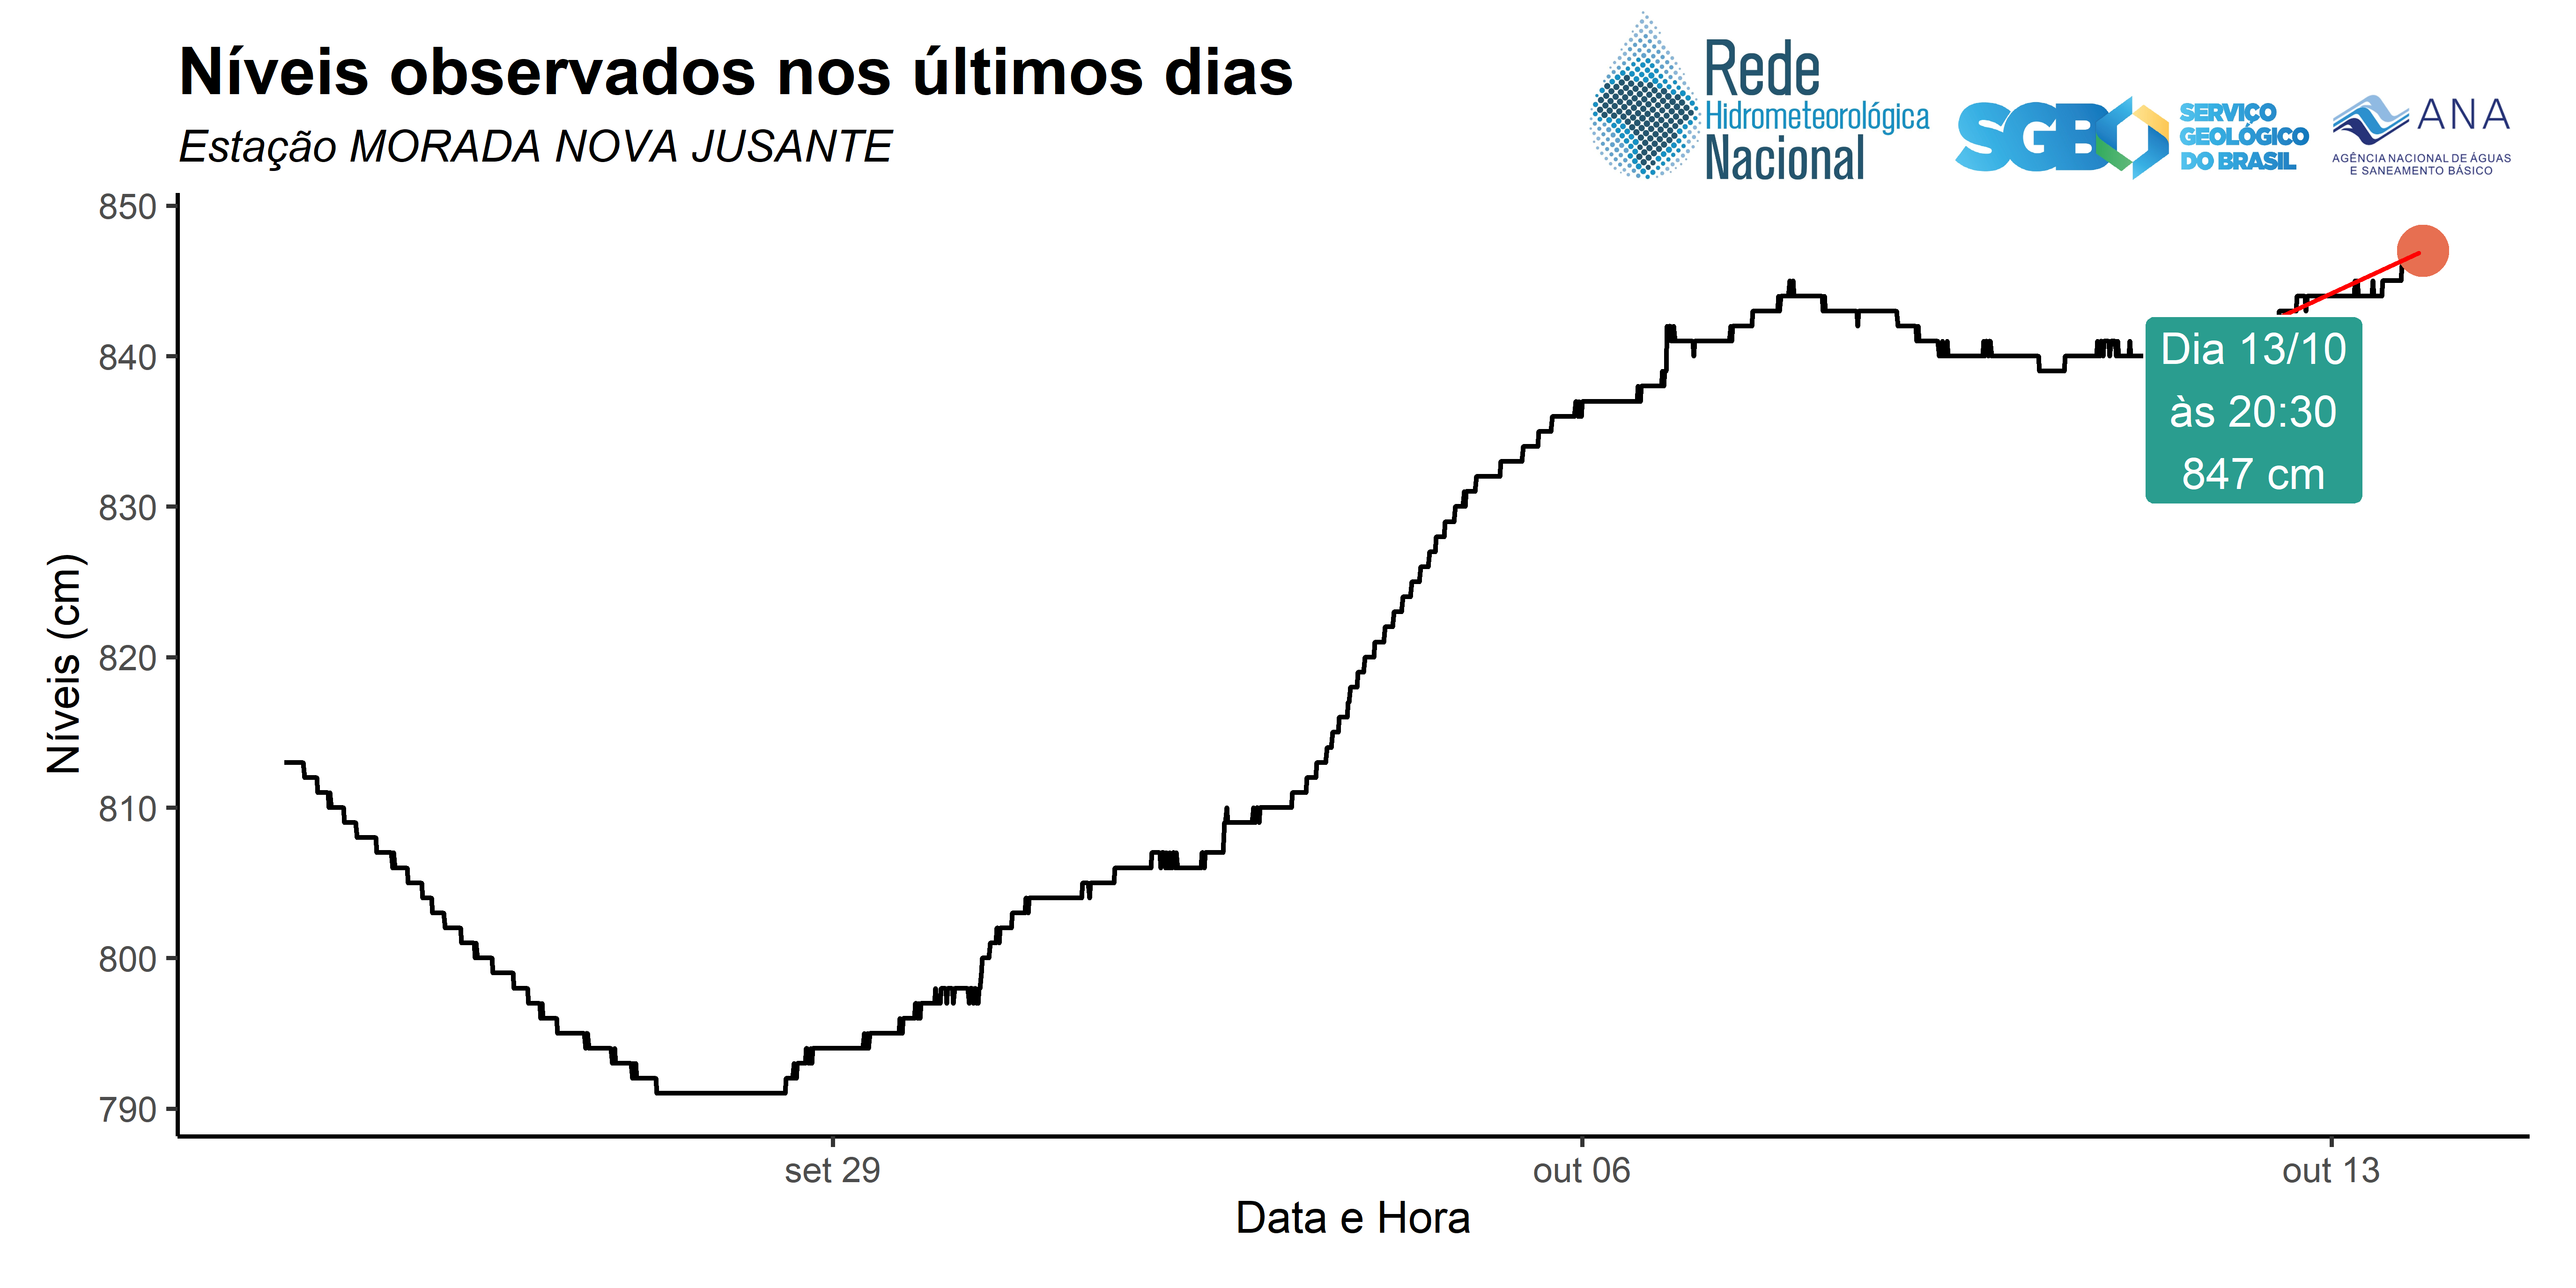 Níveis observados nos últimos dias
Estação MORADA NOVA JUSANTE
Rede
Hidrometeorológica
Nacional
SGB
SERVIÇO
GEOLÓGICO
DO BRASIL
ANA
AGÊNCIA NACIONAL DE ÁGUAS
E SANEAMENTO BÁSICO
850
840
830
820
810
800
790
Níveis (cm)
Dia 13/10
às 20:30
847 cm
set 29
out 06
out 13
Data e Hora